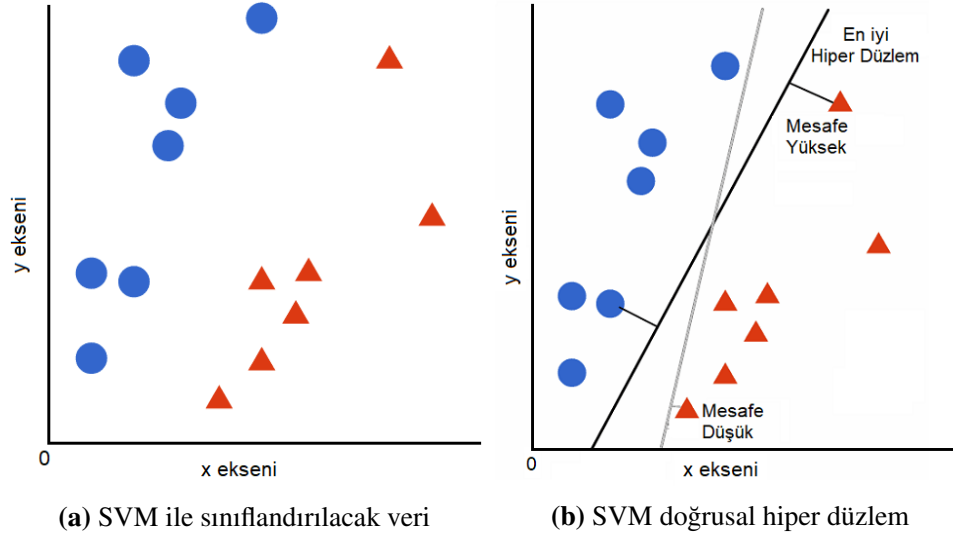 y ekseni
0
x ekseni
(a) SVM ile sınıflandırılacak veri
En iyi
Hiper Düzlem
Mesafe
Yüksek
y ekseni
Mesafe
Düşük
0
x ekseni
(b) SVM doğrusal hiper düzlem